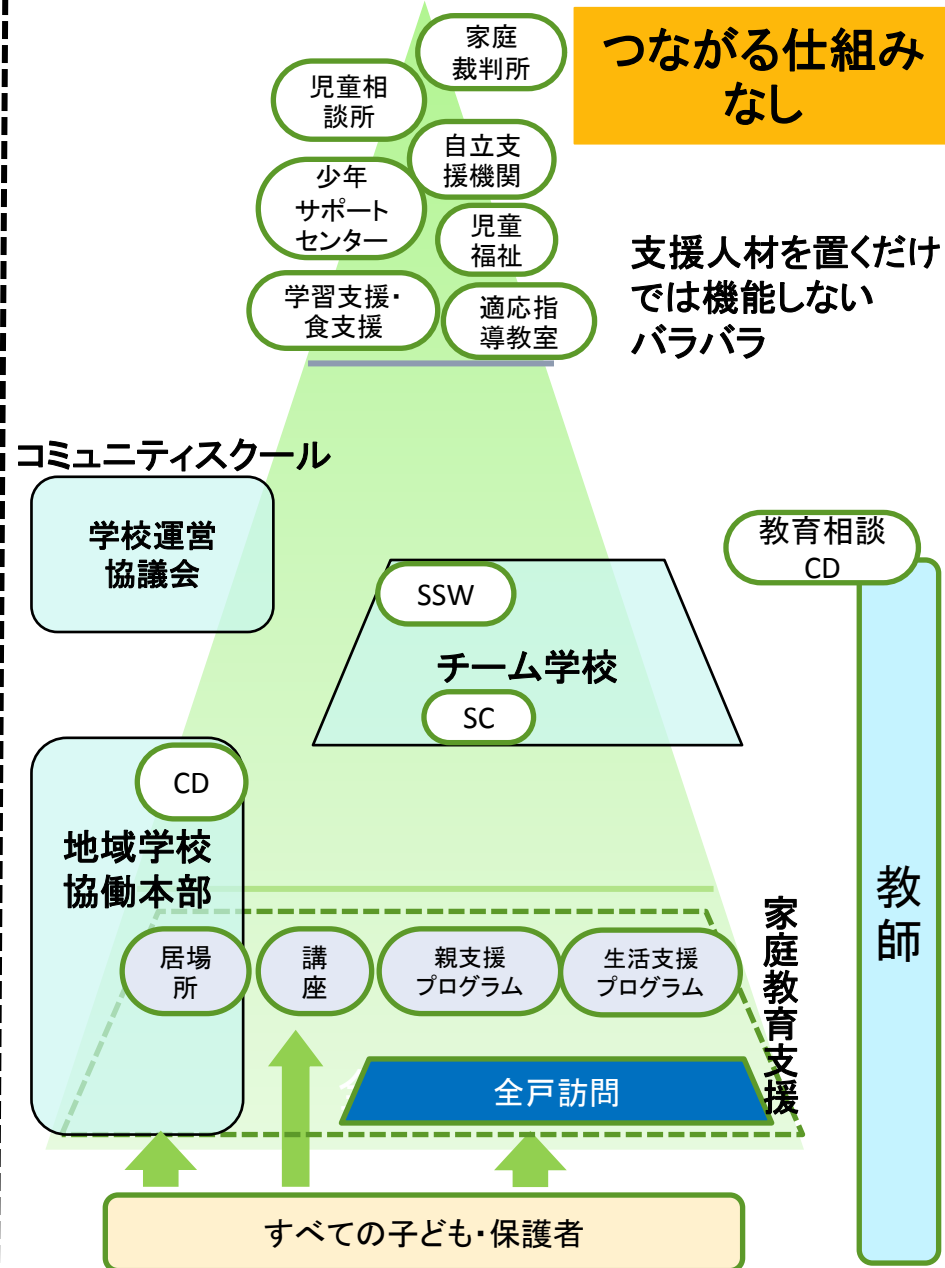 つながる仕組み
なし
家庭
裁判所
児童相
談所
自立支
援機関
少年
サポート
センター
児童
福祉
学習支援・
食支援
適応指
導教室
支援人材を置くだけ
では機能しない
バラバラ
コミュニティスクール
学校運営
協議会
教育相談
CD
SSW
チーム学校
SC
CD
地域学校
協働本部
教師
家庭教育支援
居場
所
講
座
親支援
プログラム
生活支援
プログラム
全戸訪問
すべての子ども・保護者